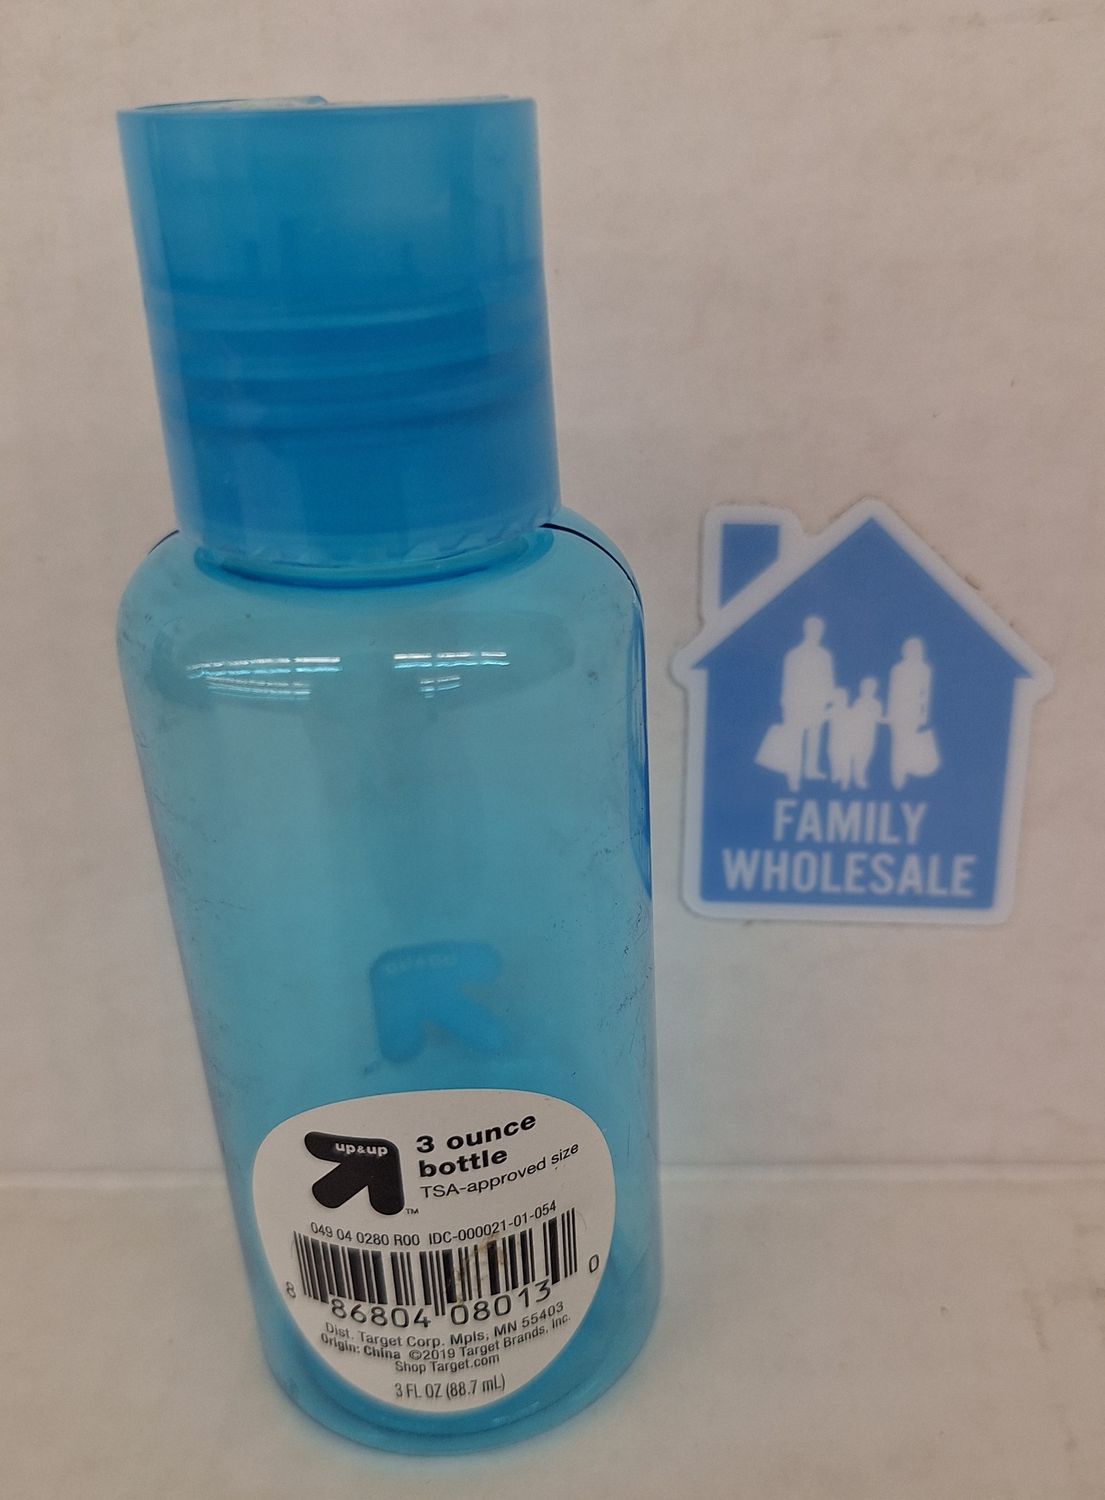 up&up
3 ounce
bottle
TSA-approved size
™
049 04 0280 R00 IDC-000021-01-054
8 86804 08013 0
Dist. Target Corp. Mpls, MN 55403
Origin: China ©2019 Target Brands, Inc.
Shop Target.com
3 FL OZ (88.7 mL)
FAMILY
WHOLESALE